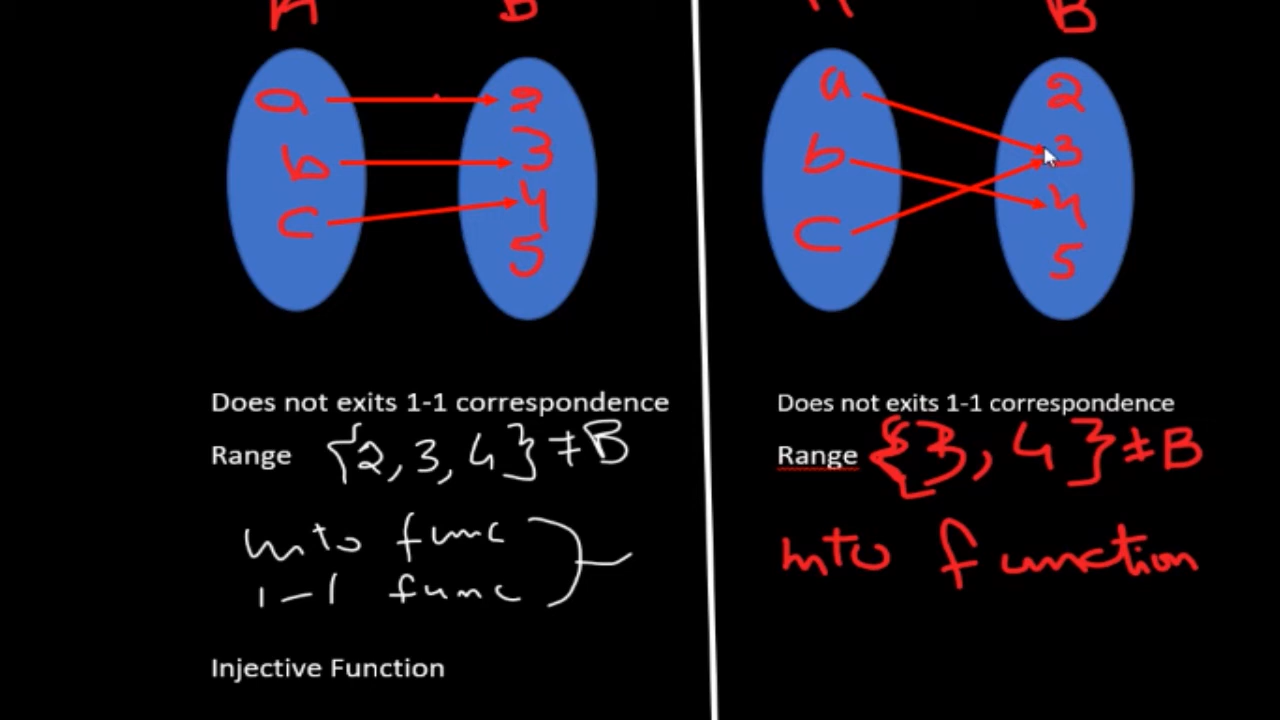 A B
a 2
b 3
c 4
5
Does not exits 1-1 correspondence
Range {2, 3, 4} ≠ B
into func
1-1 func
Injective Function
A B
a 2
b 3
c 4
5
Does not exits 1-1 correspondence
Range {3, 4} ≠ B
into function